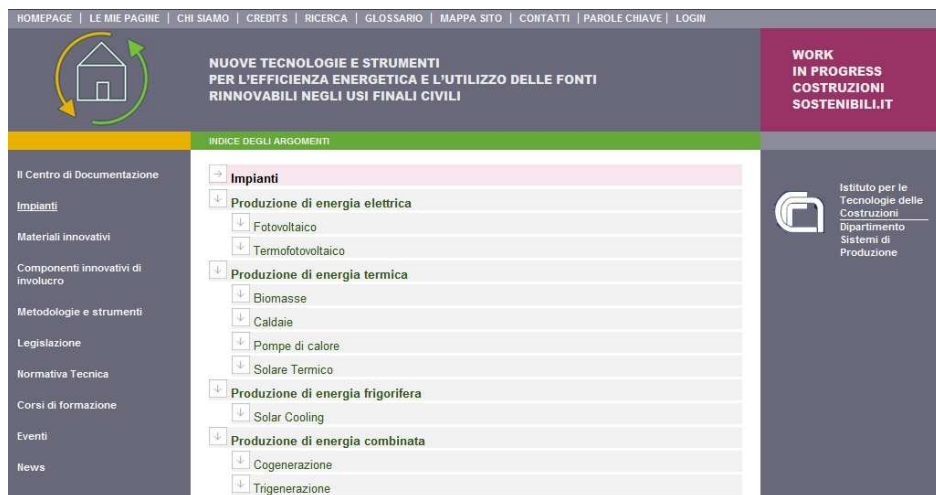 HOMEPAGE | LE MIE PAGINE | CHI SIAMO | CREDITS | RICERCA | GLOSSARIO | MAPPA SITO | CONTATTI | PAROLE CHIAVE | LOGIN
NUOVE TECNOLOGIE E STRUMENTI
PER L'EFFICIENZA ENERGETICA E L'UTILIZZO DELLE FONTI
RINNOVABILI NEGLI USI FINALI CIVILI
WORK
IN PROGRESS
COSTRUZIONI
SOSTENIBILI.IT
INDICE DEGLI ARGOMENTI
Il Centro di Documentazione
Impianti
Materiali innovativi
Componenti innovativi di
involucro
Metodologie e strumenti
Legislazione
Normativa Tecnica
Corsi di formazione
Eventi
News
Impianti
Produzione di energia elettrica
Fotovoltaico
Termofotovoltaico
Produzione di energia termica
Biomasse
Caldaie
Pompe di calore
Solare Termico
Produzione di energia frigorifera
Solar Cooling
Produzione di energia combinata
Cogenerazione
Trigenerazione
Istituto per le
Tecnologie delle
Costruzioni
Dipartimento
Sistemi di
Produzione